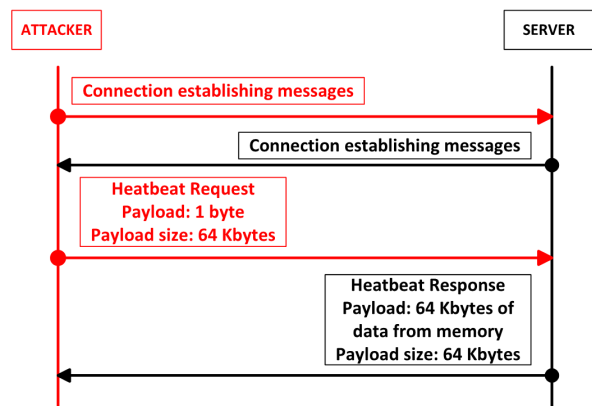 ATTACKER
SERVER
Connection establishing messages
Connection establishing messages
Heatbeat Request
Payload: 1 byte
Payload size: 64 Kbytes
Heatbeat Response
Payload: 64 Kbytes of
data from memory
Payload size: 64 Kbytes